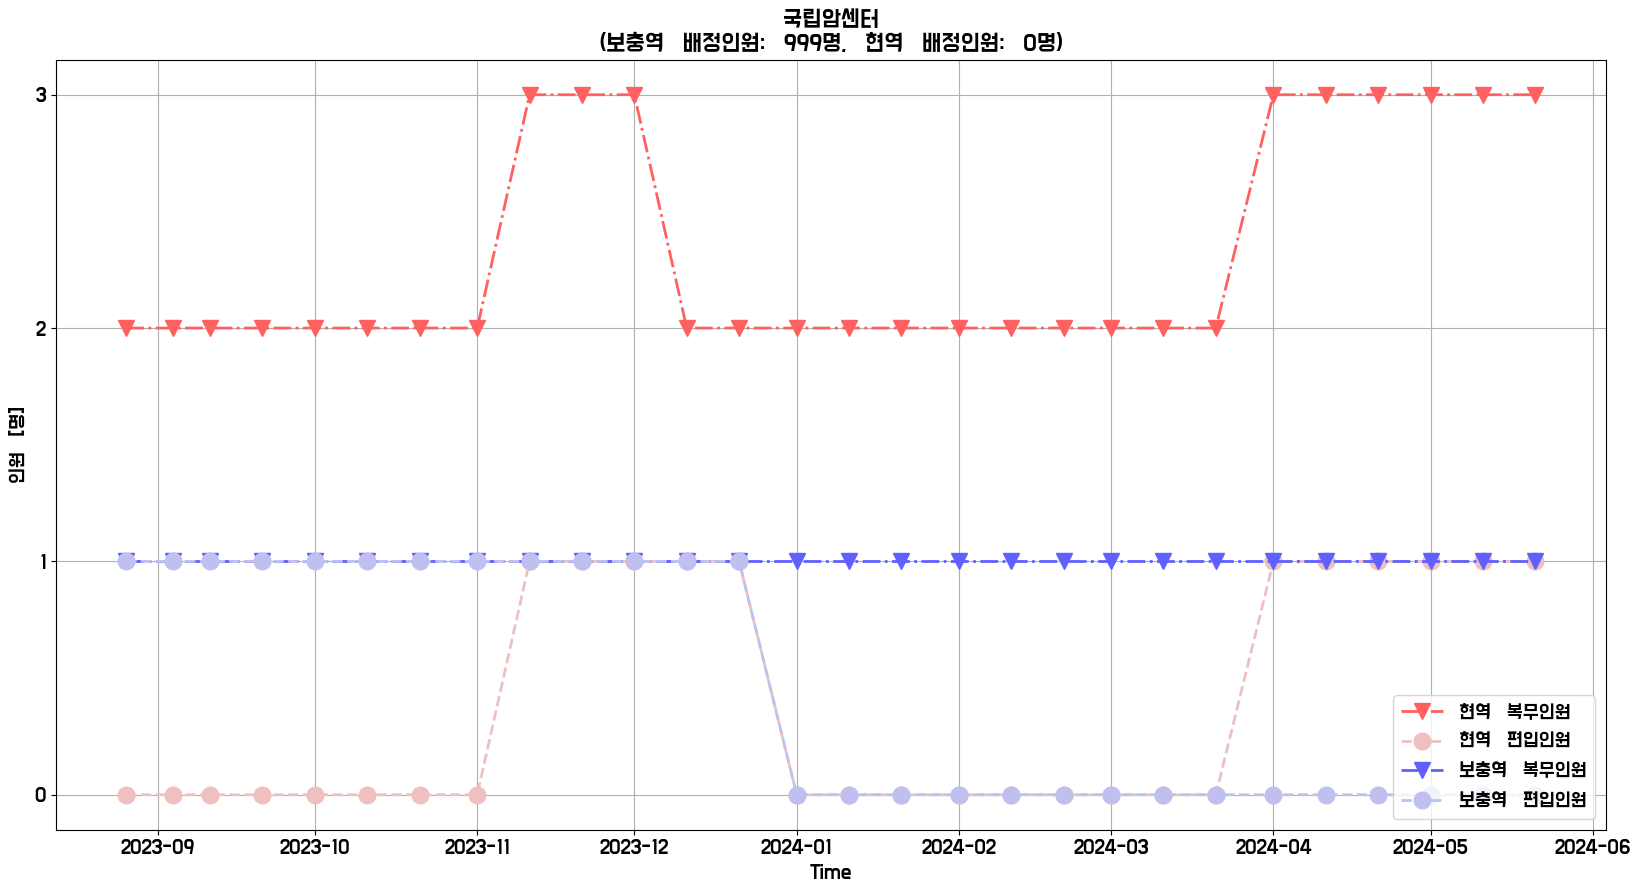 국립암센터
(보충역 배정인원: 999명, 현역 배정인원: 0명)
3
2
1
0
인원 [명]
현역 복무인원
현역 편입인원
보충역 복무인원
보충역 편입인원
2023-09 2023-10 2023-11 2023-12 2024-01 2024-02 2024-03 2024-04 2024-05 2024-06
Time